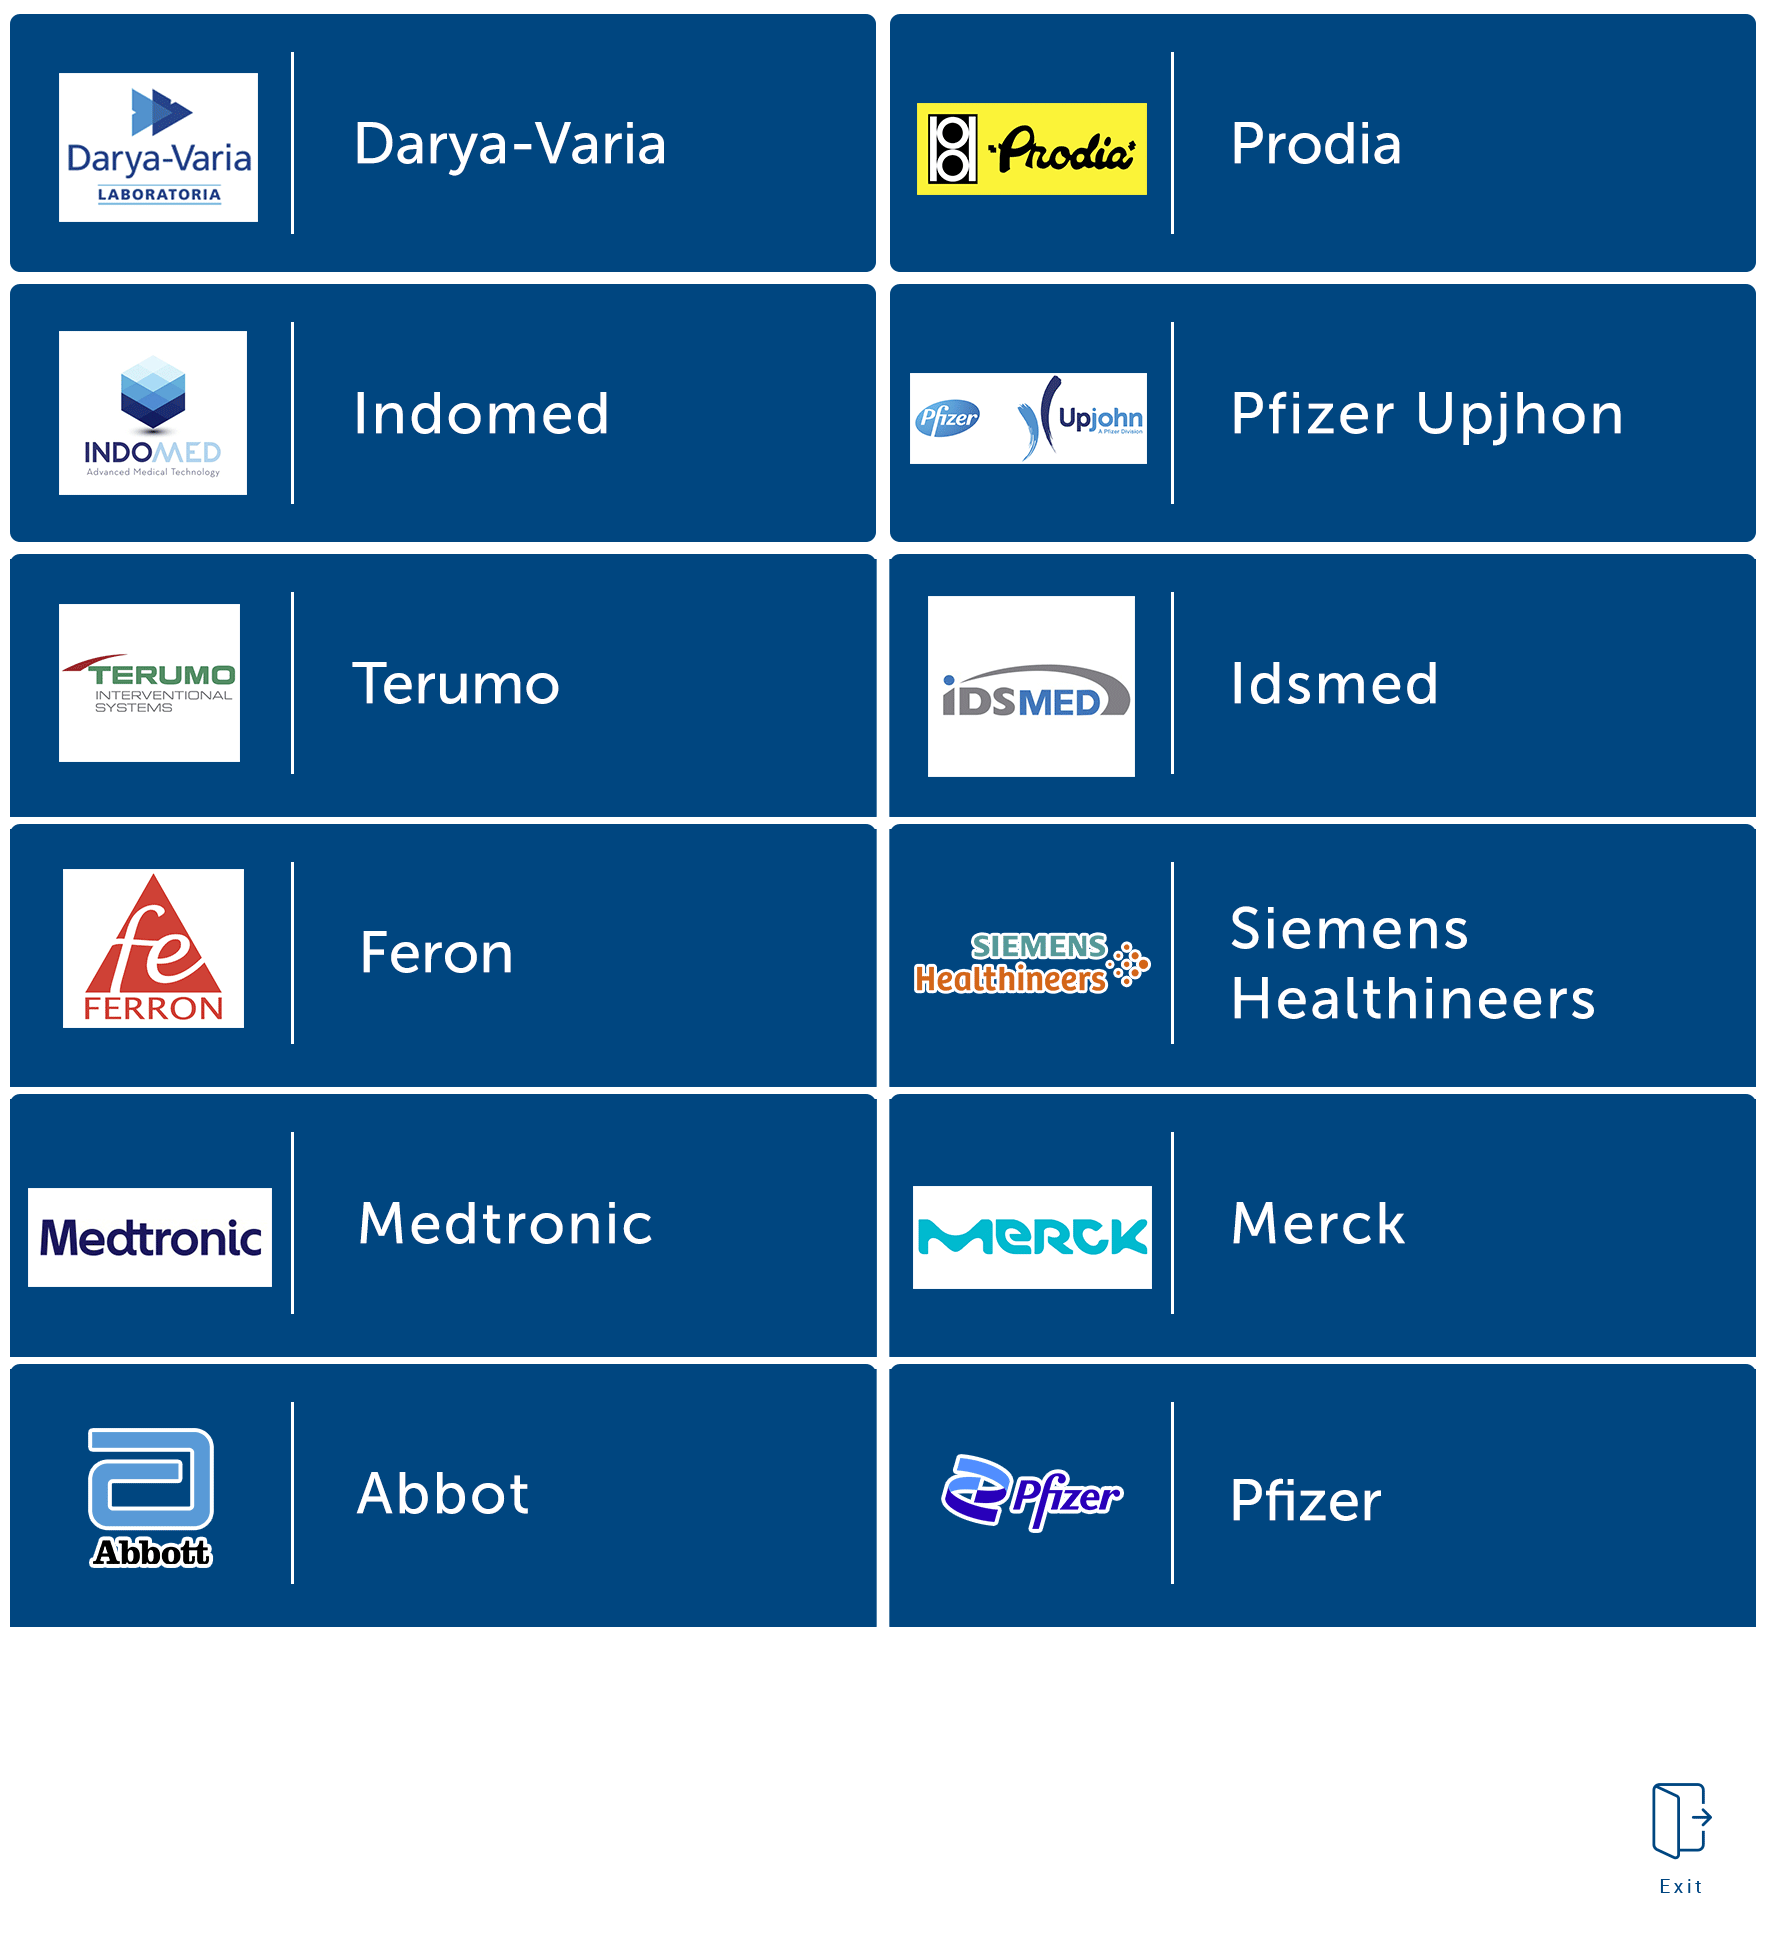 Darya-Varia
LABORATORIA
Darya-Varia
Prodia
Prodia
INDOMED
Advanced Medical Technology
Indomed
Pfizer
Upjohn
A Pfizer Division
Pfizer Upjhon
TERUMO
INTERVENTIONAL
SYSTEMS
Terumo
iDSMED
Idsmed
fe
FERRON
Feron
SIEMENS
Healthineers
Siemens
Healthineers
Medtronic
Medtronic
MERCK
Merck
Abbott
Abbot
Pfizer
Pfizer
Exit